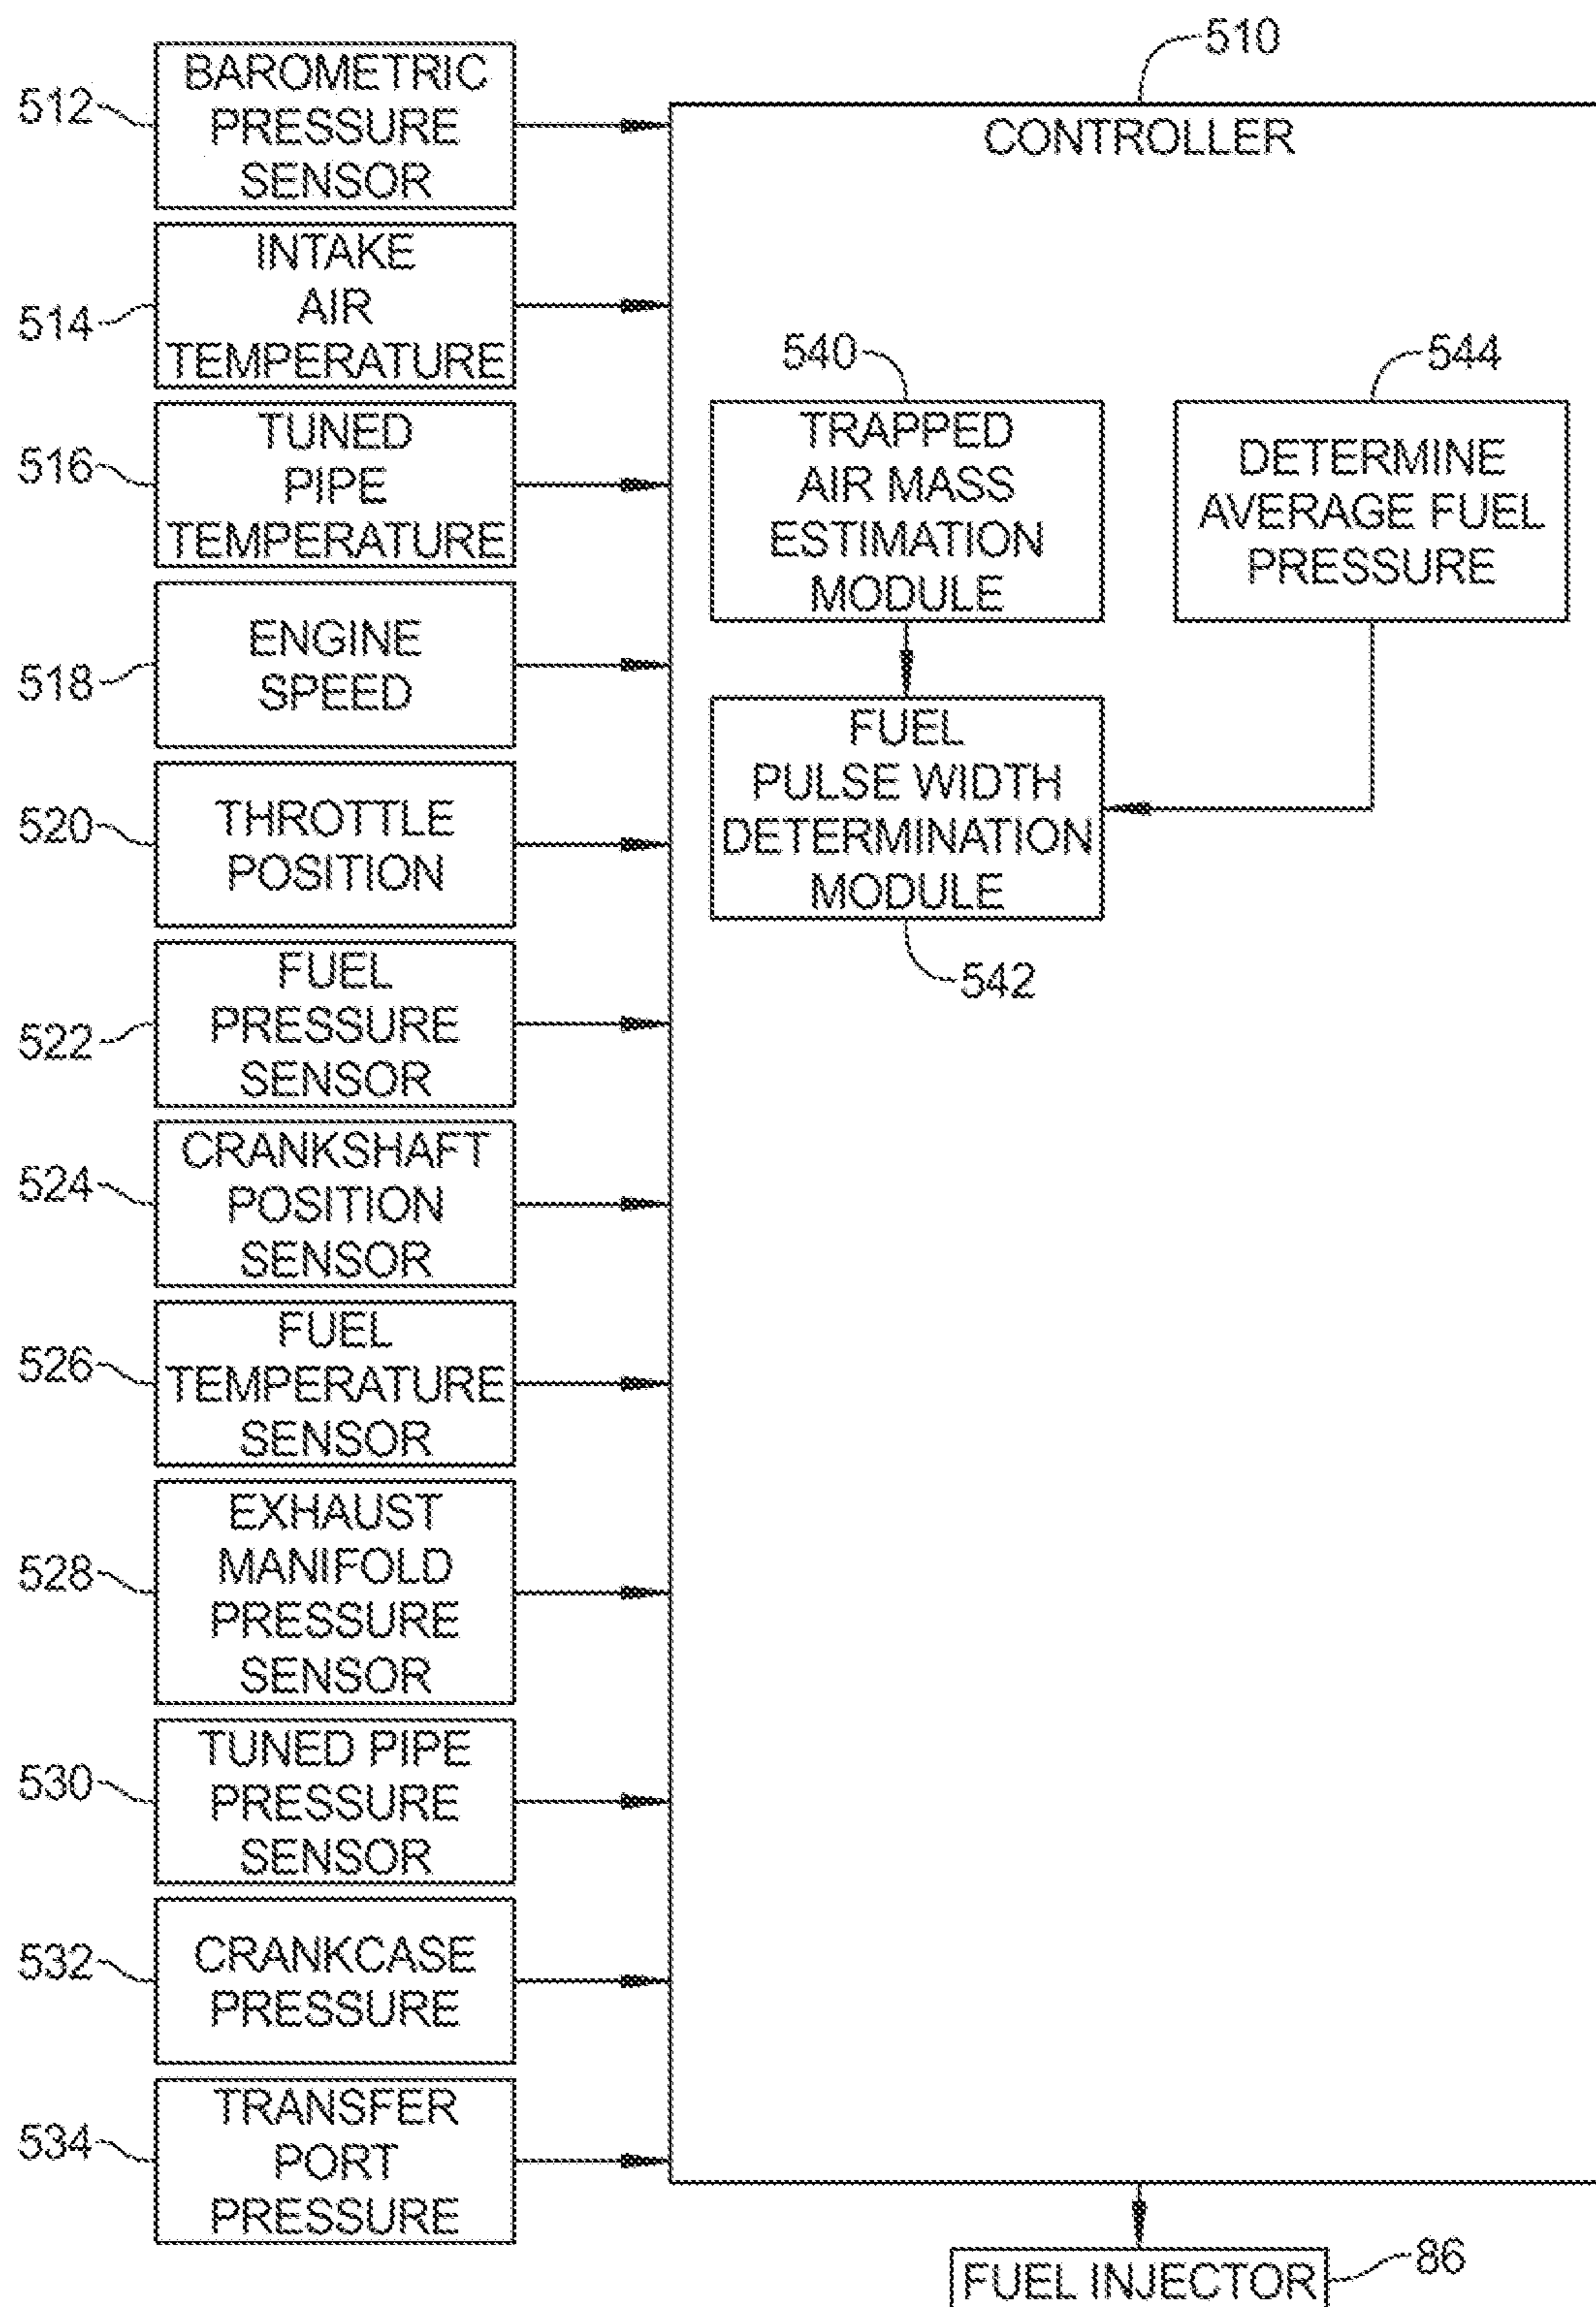 510
CONTROLLER
512
BAROMETRIC
PRESSURE
SENSOR
514
INTAKE
AIR
TEMPERATURE
516
TUNED
PIPE
TEMPERATURE
518
ENGINE
SPEED
520
THROTTLE
POSITION
522
FUEL
PRESSURE
SENSOR
524
CRANKSHAFT
POSITION
SENSOR
526
FUEL
TEMPERATURE
SENSOR
528
EXHAUST
MANIFOLD
PRESSURE
SENSOR
530
TUNED PIPE
PRESSURE
SENSOR
532
CRANKCASE
PRESSURE
534
TRANSFER
PORT
PRESSURE
540
TRAPPED
AIR MASS
ESTIMATION
MODULE
544
DETERMINE
AVERAGE FUEL
PRESSURE
FUEL
PULSE WIDTH
DETERMINATION
MODULE
542
FUEL INJECTOR
86